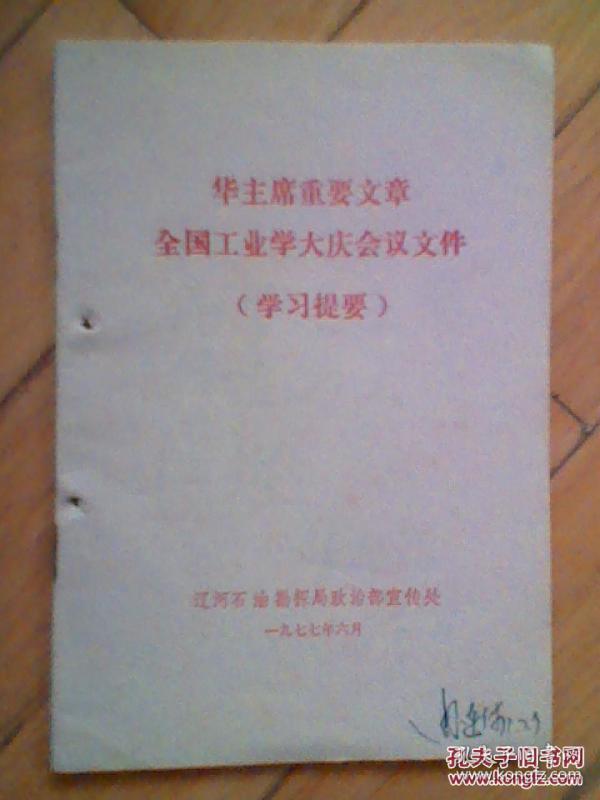 华主席重要文章
全国工业学大庆会议文件
(学习提要)
辽河石油勘探局政治部宣传处
一九七七年六月
孔夫子旧书网
www.kongfz.com